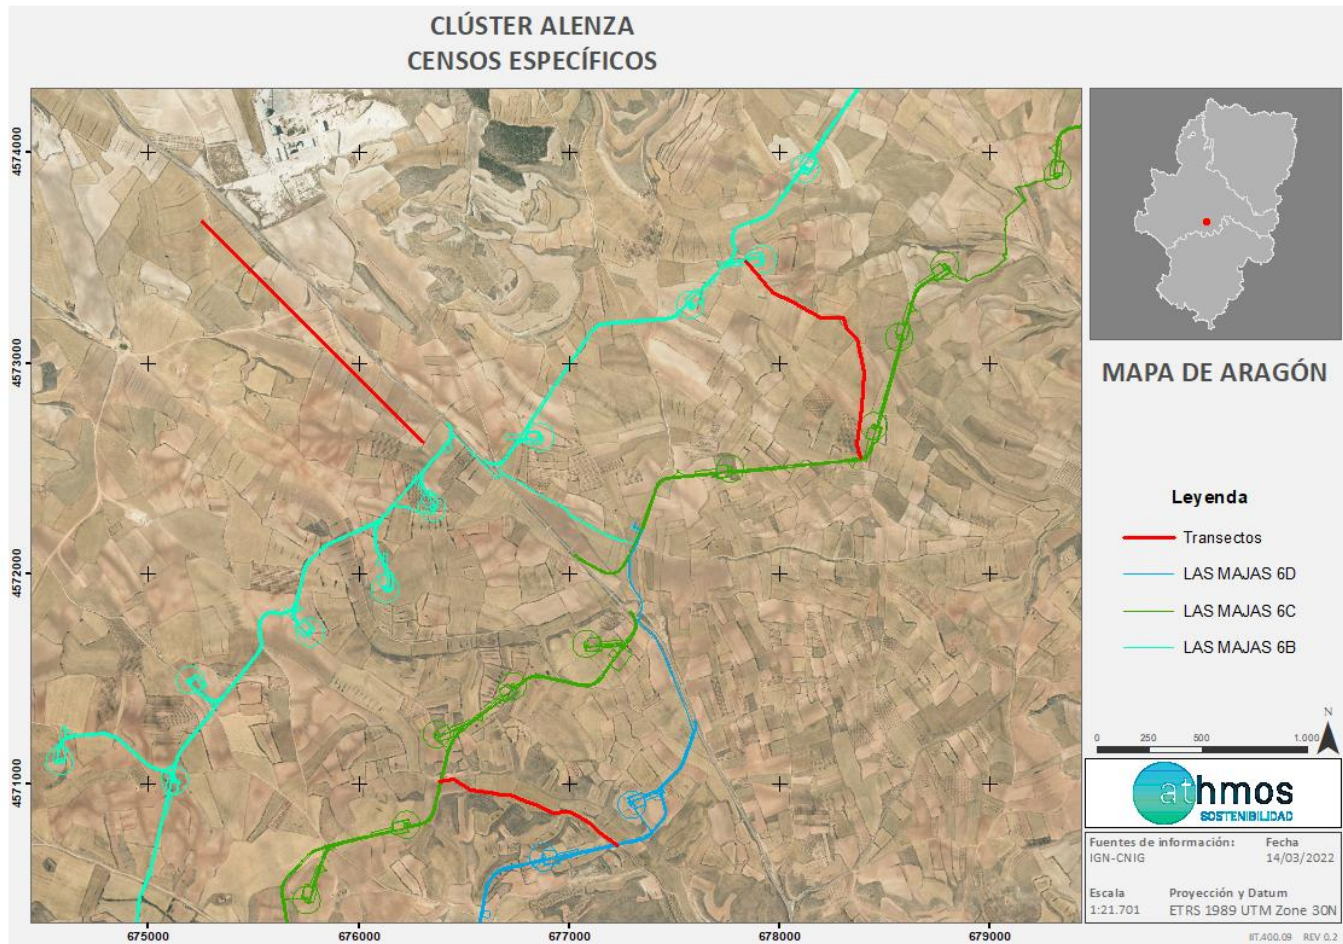 CLÚSTER ALENZA
CENSOS ESPECÍFICOS
4574000
4573000
4572000
4571000
675000
676000
677000
678000
679000
MAPA DE ARAGÓN
Leyenda
Transectos
LAS MAJAS 6D
LAS MAJAS 6C
LAS MAJAS 6B
N
0 250 500 1.000
athmos
SOSTENIBILIDAD
Fuentes de información: Fecha
IGN-CNIG 14/03/2022
Escala Proyección y Datum
1:21.701 ETRS 1989 UTM Zone 30N
IIT.400.09 REV 0.2